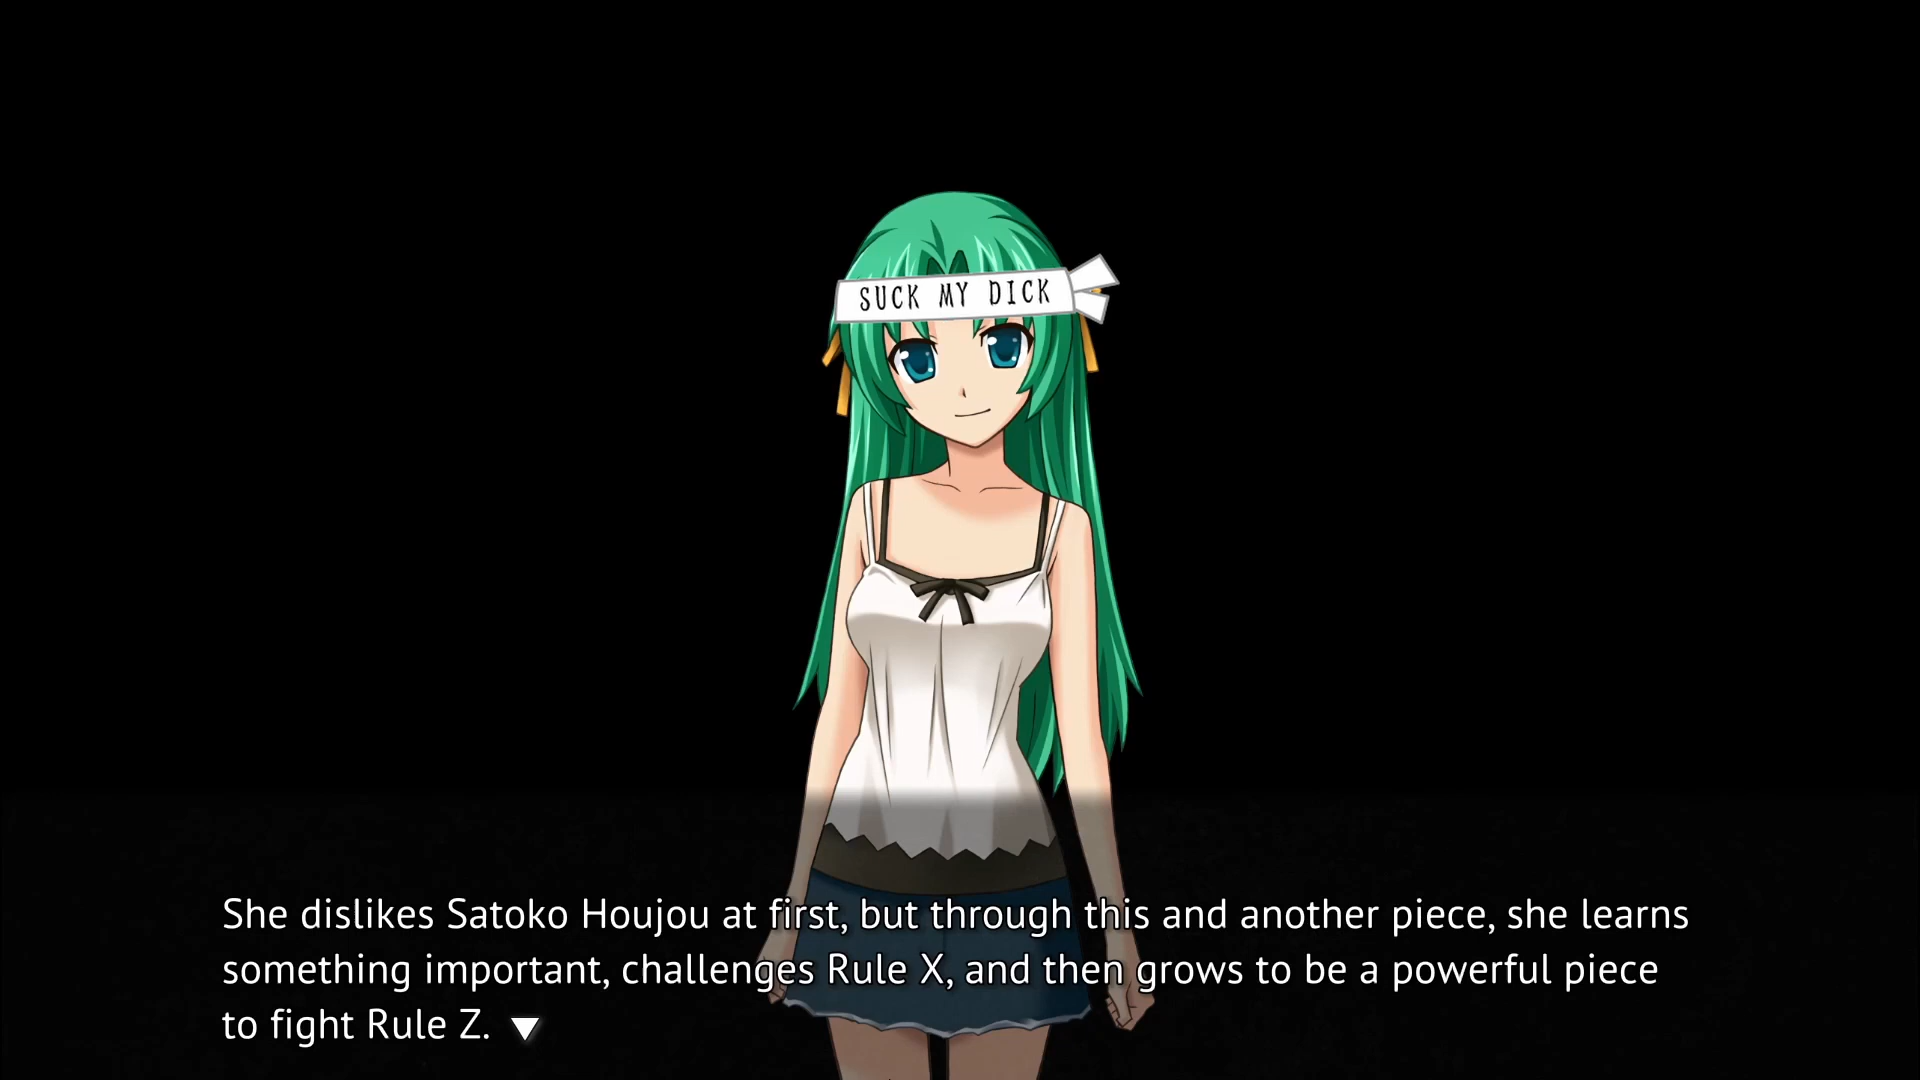 SUCK MY DICK
She dislikes Satoko Houjou at first, but through this and another piece, she learns
something important, challenges Rule X, and then grows to be a powerful piece
to fight Rule Z.